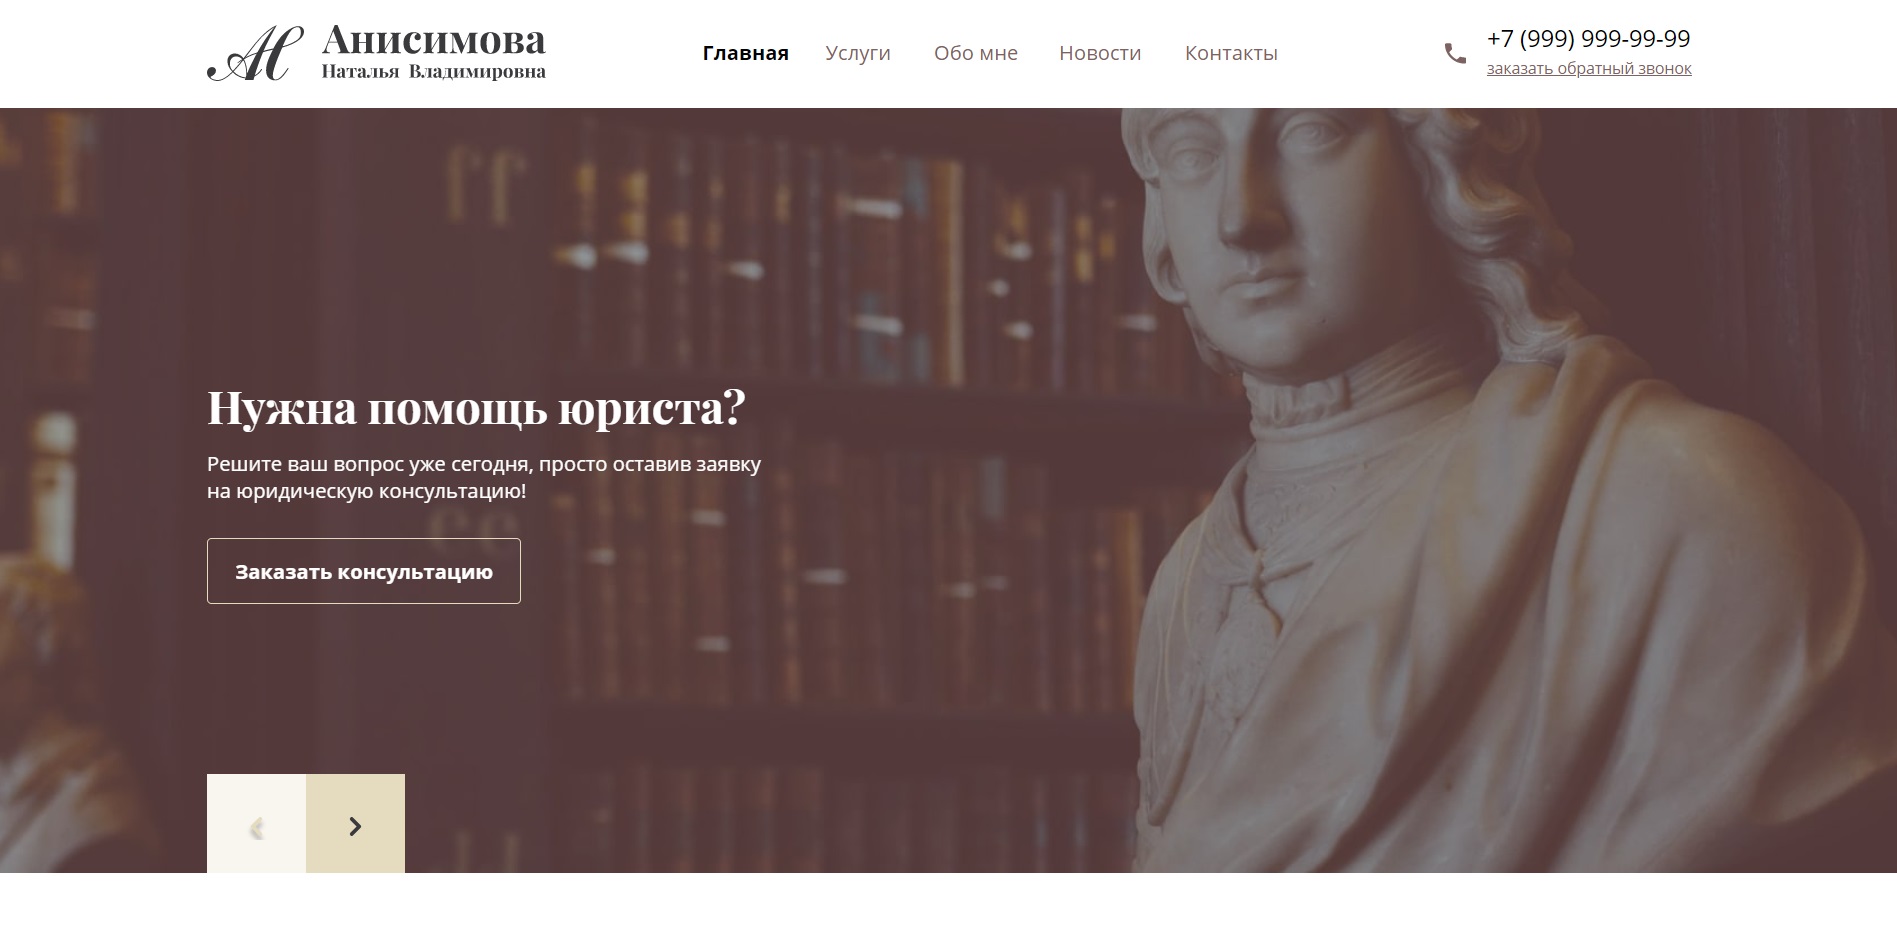 АН
Анисимова
Наталья Владимировна
Главная Услуги Обо мне Новости Контакты
+7 (999) 999-99-99
заказать обратный звонок
Нужна помощь юриста?
Решите ваш вопрос уже сегодня, просто оставив заявку
на юридическую консультацию!
Заказать консультацию